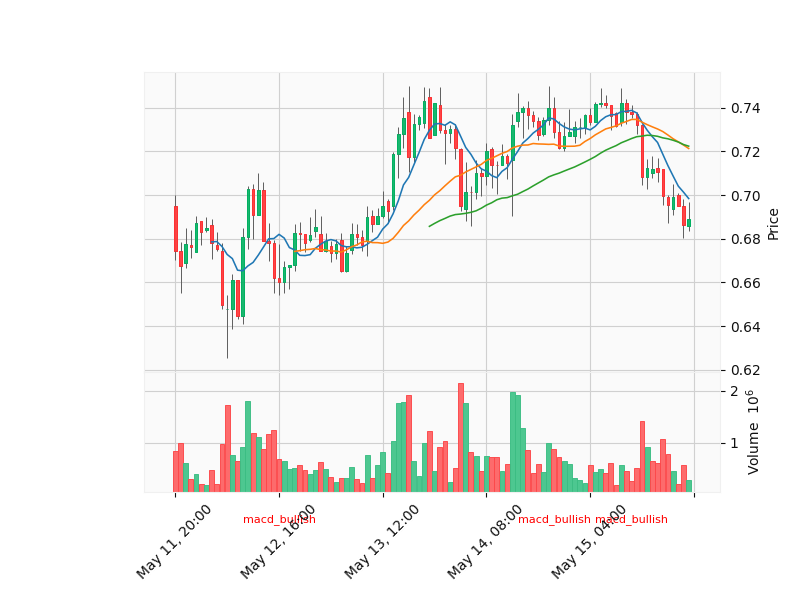 0.74
0.72
0.70
0.68
0.66
0.64
0.62
Price
2
1
Volume 10^6
May 11, 20:00
May 12, 16:00
May 13, 12:00
May 14, 08:00
May 15, 04:00
macd_bullish
macd_bullish
macd_bullish